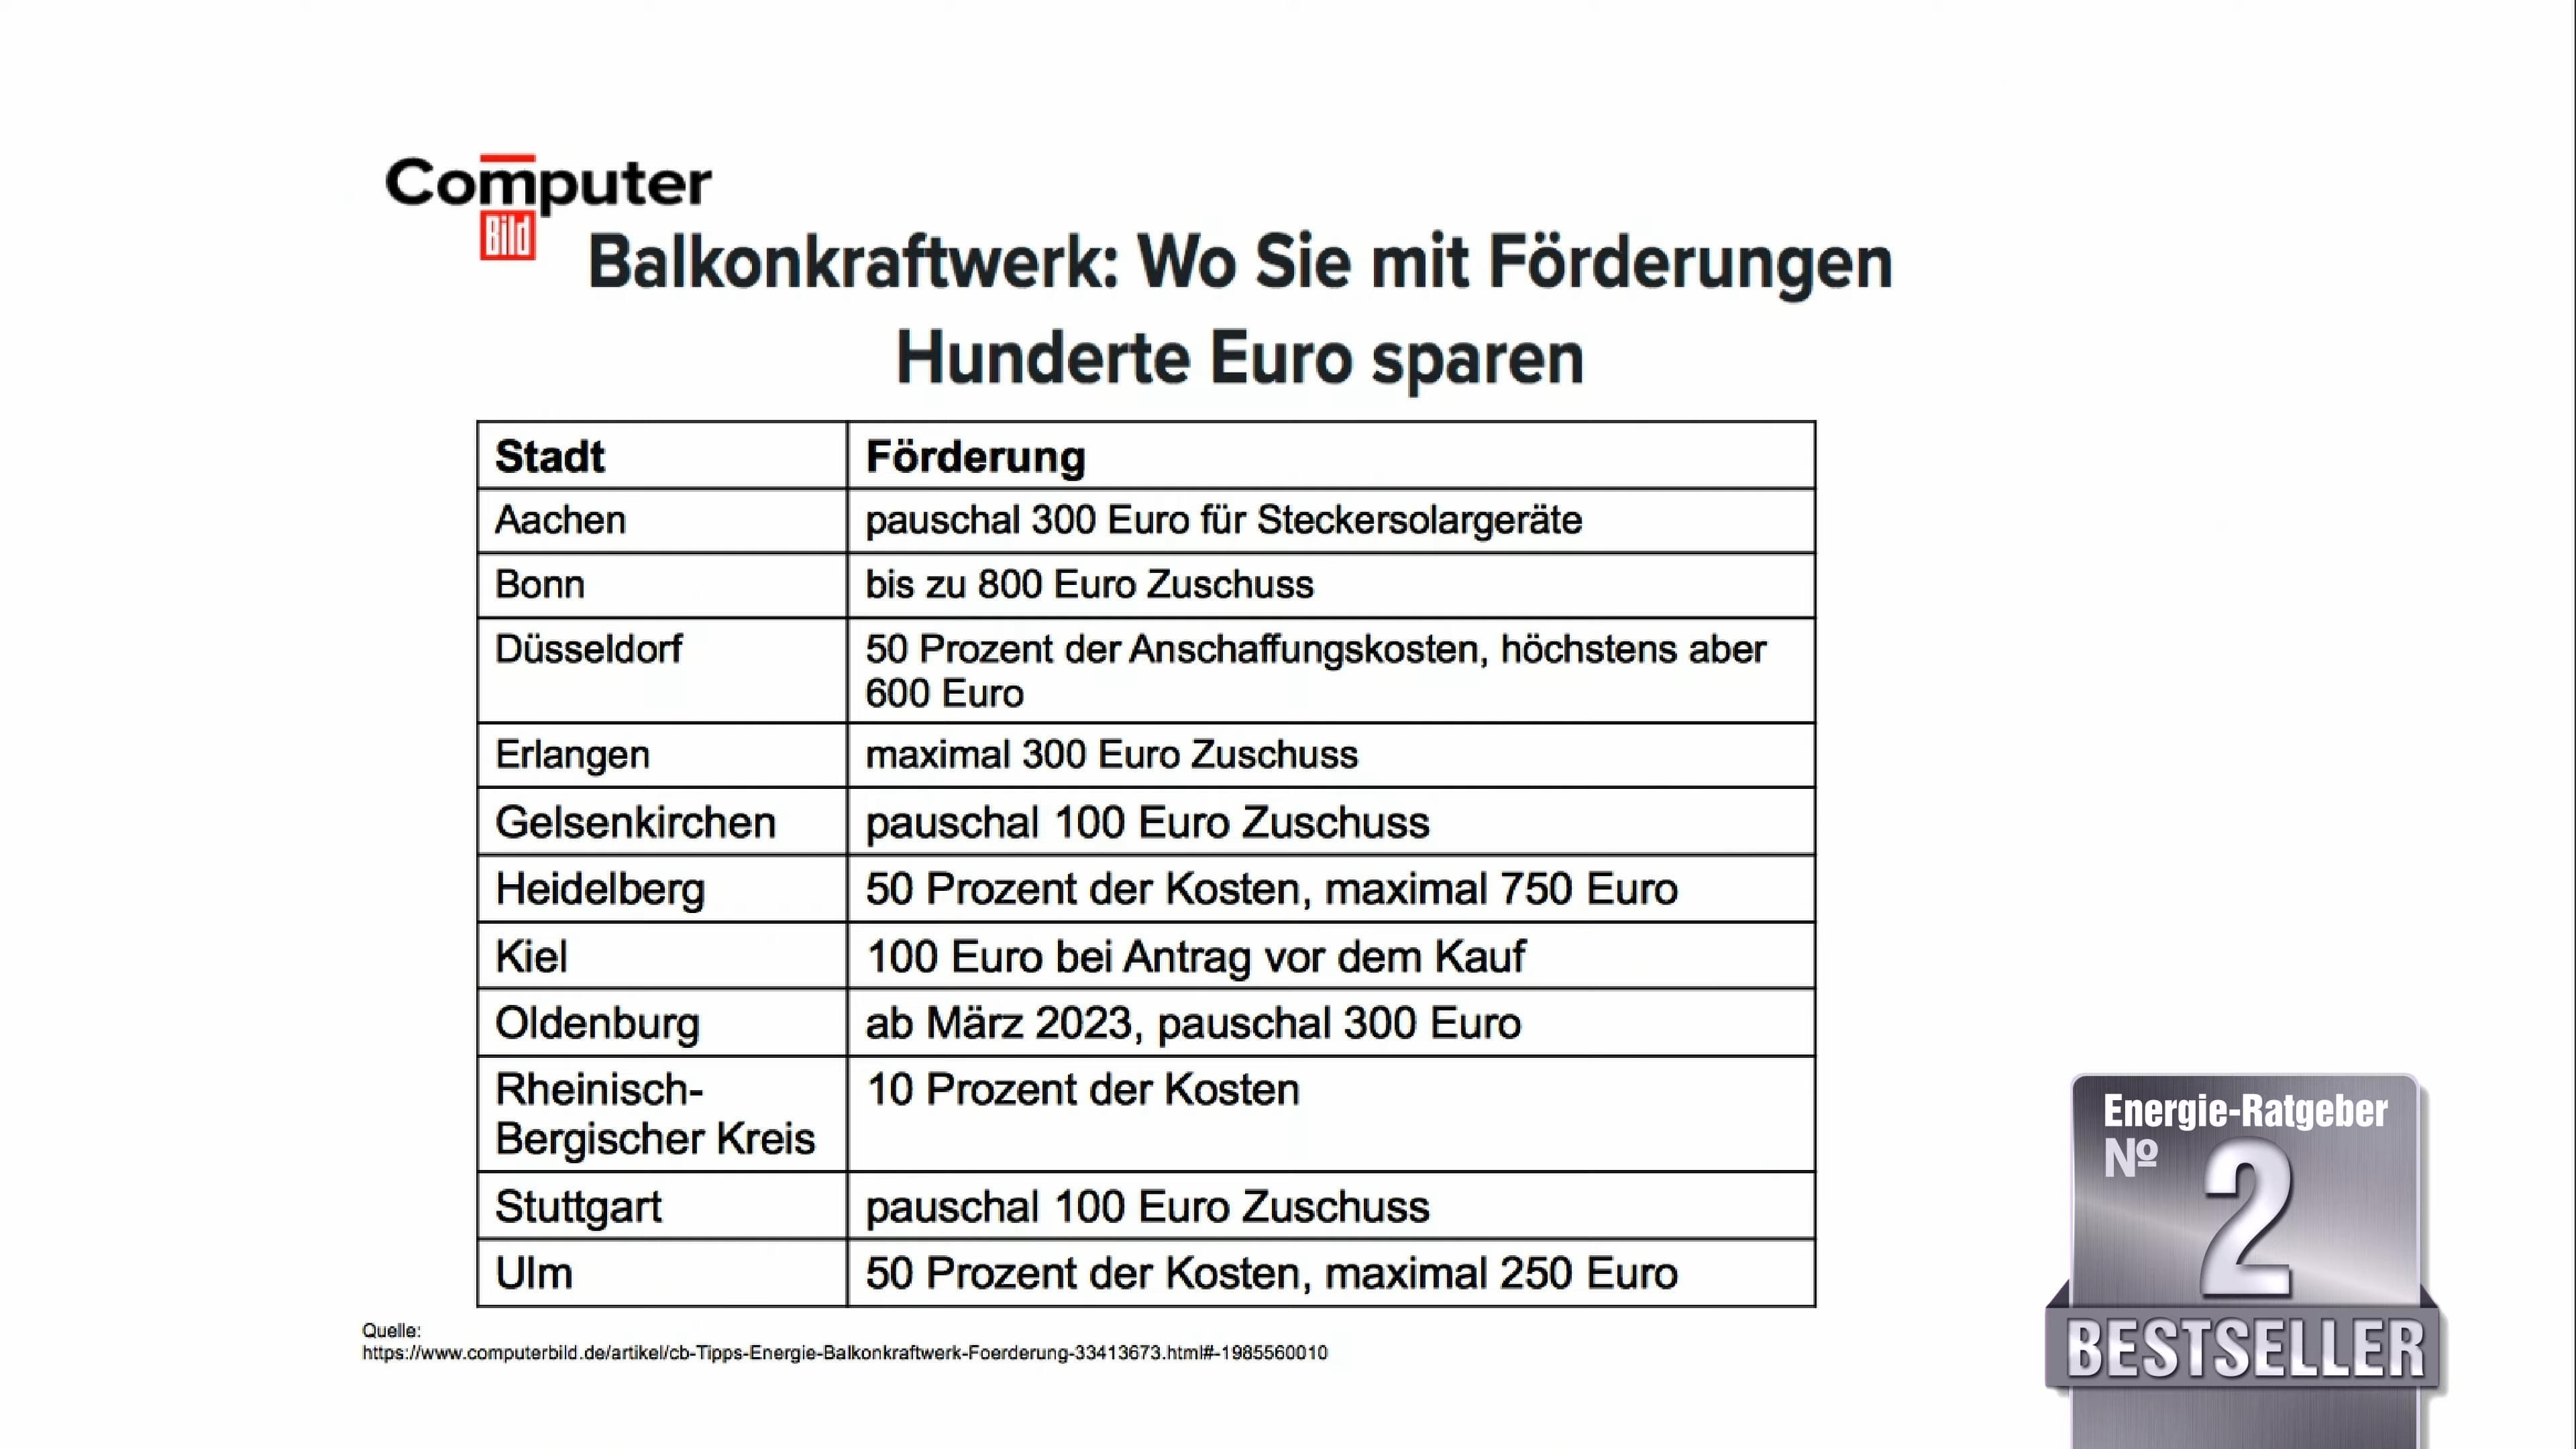 Computer
Bild
Balkonkraftwerk: Wo Sie mit Förderungen
Hunderte Euro sparen
Stadt Förderung
Aachen pauschal 300 Euro für Steckersolargeräte
Bonn bis zu 800 Euro Zuschuss
Düsseldorf 50 Prozent der Anschaffungskosten, höchstens aber
600 Euro
Erlangen maximal 300 Euro Zuschuss
Gelsenkirchen pauschal 100 Euro Zuschuss
Heidelberg 50 Prozent der Kosten, maximal 750 Euro
Kiel 100 Euro bei Antrag vor dem Kauf
Oldenburg ab März 2023, pauschal 300 Euro
Rheinisch- 10 Prozent der Kosten
Bergischer Kreis
Stuttgart pauschal 100 Euro Zuschuss
Ulm 50 Prozent der Kosten, maximal 250 Euro
Quelle:
https://www.computerbild.de/artikel/cb-Tipps-Energie-Balkonkraftwerk-Foerderung-33413673.html#-1985560010
Energie-Ratgeber
Nº 2
BESTSELLER